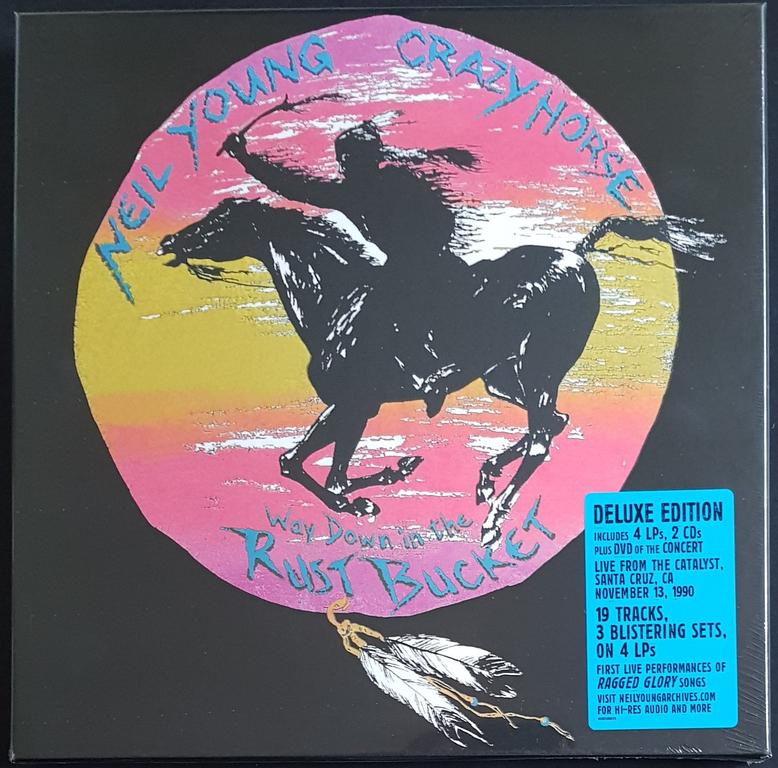 NEIL YOUNG CRAZY HORSE
Way Down in the
RUST BUCKET
DELUXE EDITION
INCLUDES 4 LPs, 2 CDs
PLUS DVD OF THE CONCERT
LIVE FROM THE CATALYST,
SANTA CRUZ, CA
NOVEMBER 13, 1990
19 TRACKS,
3 BLISTERING SETS,
ON 4 LPs
FIRST LIVE PERFORMANCES OF
RAGGED GLORY SONGS
VISIT NEILYOUNGARCHIVES.COM
FOR HI-RES AUDIO AND MORE